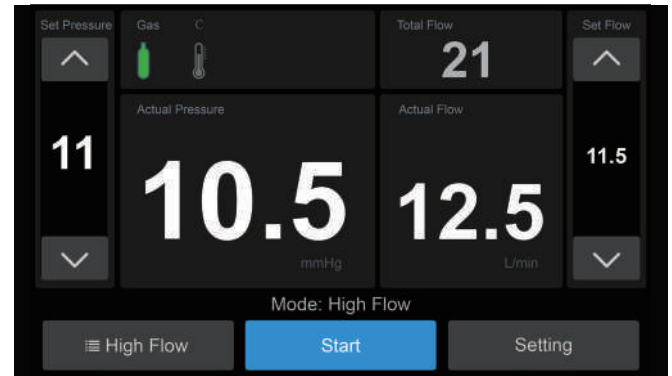 Set Pressure
Gas C
Total Flow
Set Flow
21
Actual Pressure
Actual Flow
11
10.5
12.5
11.5
mmHg
L/min
Mode: High Flow
High Flow
Start
Setting